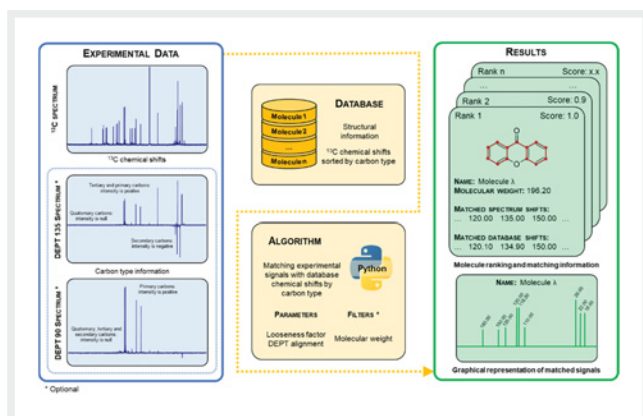 EXPERIMENTAL DATA
¹³C SPECTRUM
¹³C chemical shifts
DEPT 135 SPECTRUM *
Tertiary and primary carbons:
intensity is positive
Quaternary carbons:
intensity is null
Secondary carbons:
intensity is negative
Carbon type information
DEPT 90 SPECTRUM *
Primary carbons:
intensity is positive
Quaternary, tertiary and
secondary carbons:
intensity is null
* Optional
DATABASE
Molecule 1
Molecule 2
...
Molecule n
Structural
information
¹³C chemical shifts
sorted by carbon type
ALGORITHM
Matching experimental
signals with database
chemical shifts by
carbon type
Python
PARAMETERS
Looseness factor
DEPT alignment
FILTERS *
Molecular weight
RESULTS
Rank n Score: x.x
... ...
Rank 2 Score: 0.9
Rank 1 Score: 1.0
O
O
NAME: Molecule λ
MOLECULAR WEIGHT: 196.20
MATCHED SPECTRUM SHIFTS:
... 120.00 135.00 150.00 ...
MATCHED DATABASE SHIFTS:
... 120.10 134.90 150.00 ...
Molecule ranking and matching information
NAME: Molecule λ
Graphical representation of matched signals